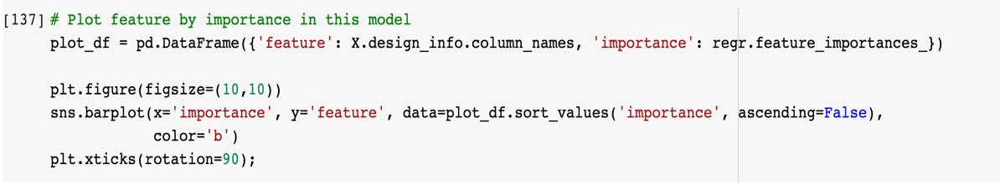 [137] # Plot feature by importance in this model
plot_df = pd.DataFrame({'feature': X.design_info.column_names, 'importance': regr.feature_importances_})
plt.figure(figsize=(10,10))
sns.barplot(x='importance', y='feature', data=plot_df.sort_values('importance', ascending=False),
color='b')
plt.xticks(rotation=90);